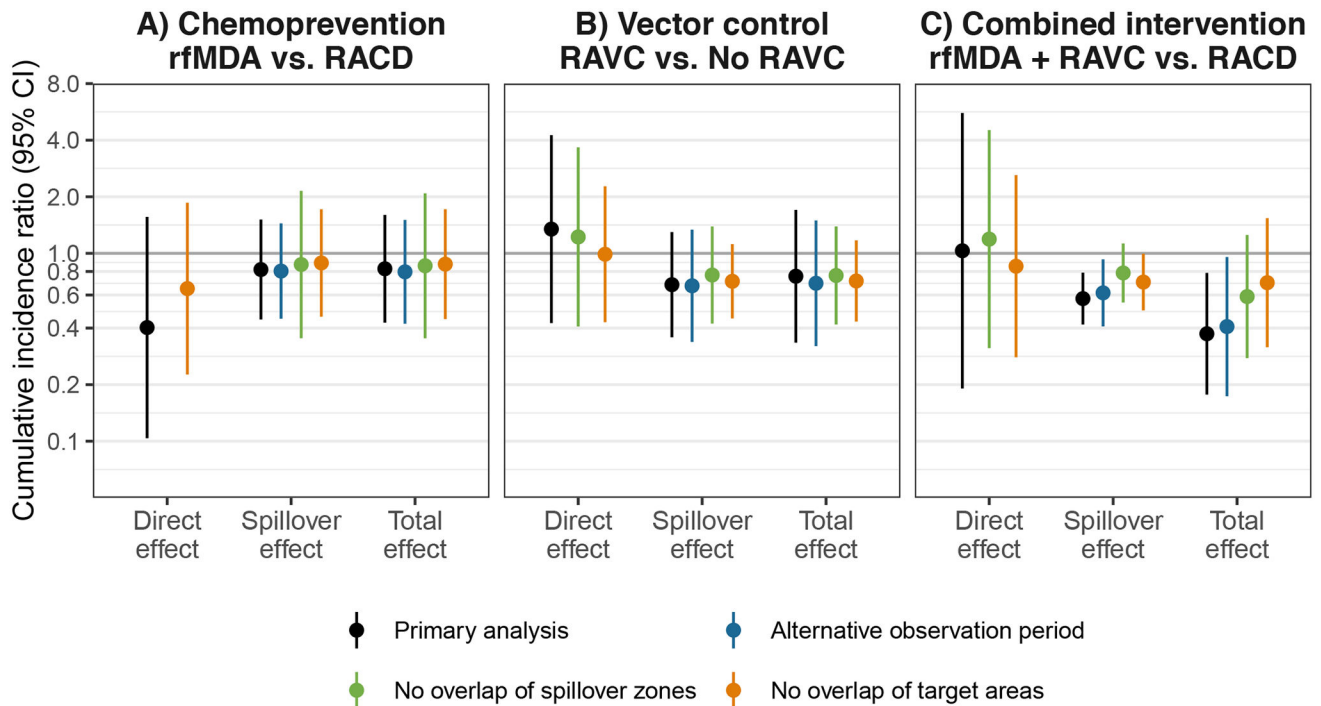 A) Chemoprevention
rfMDA vs. RACD
B) Vector control
RAVC vs. No RAVC
C) Combined intervention
rfMDA + RAVC vs. RACD
Cumulative incidence ratio (95% CI)
8.0
4.0
2.0
1.0
0.8
0.6
0.4
0.2
0.1
Direct
effect
Spillover
effect
Total
effect
Direct
effect
Spillover
effect
Total
effect
Direct
effect
Spillover
effect
Total
effect
Primary analysis
Alternative observation period
No overlap of spillover zones
No overlap of target areas